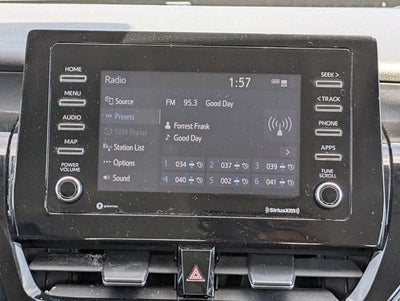 HOME
MENU
AUDIO
MAP
POWER
VOLUME
Radio
1:57
Source
Presets
SXM Replay
Station List
Options
Sound
FM 95.3 Good Day
Forrest Frank
Good Day
1 034 2 037 3 039
4 040 5 002 6 041
SEEK >
< TRACK
PHONE
APPS
TUNE
SCROLL
greenwave
((SiriusXM))